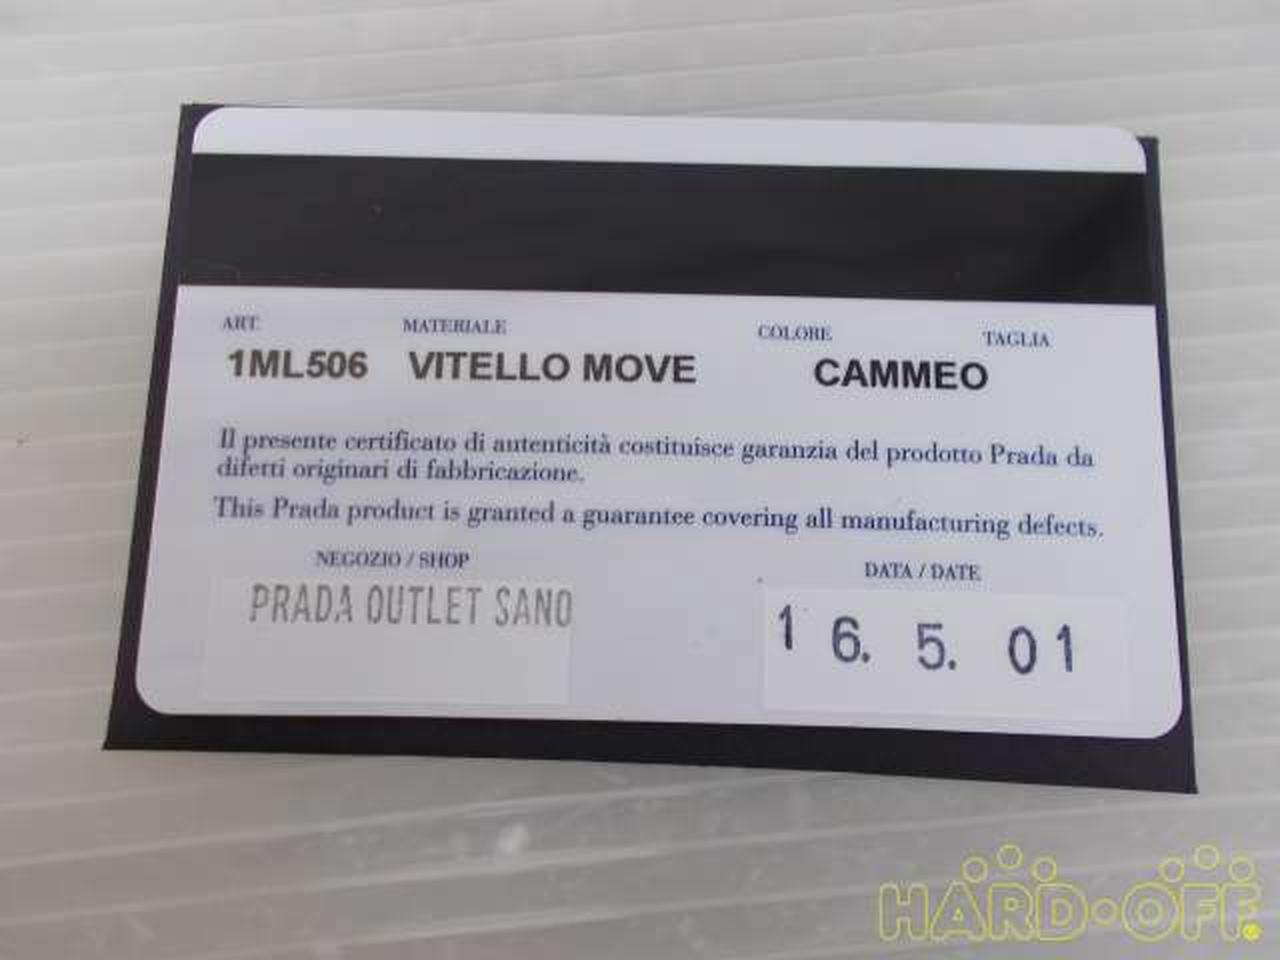 ART. MATERIALE COLORE TAGLIA
1ML506 VITELLO MOVE CAMMEO
Il presente certificato di autenticità costituisce garanzia del prodotto Prada da
difetti originari di fabbricazione.
This Prada product is granted a guarantee covering all manufacturing defects.
NEGOZIO / SHOP DATA / DATE
PRADA OUTLET SANO 1 6. 5. 01
HARD-OFF